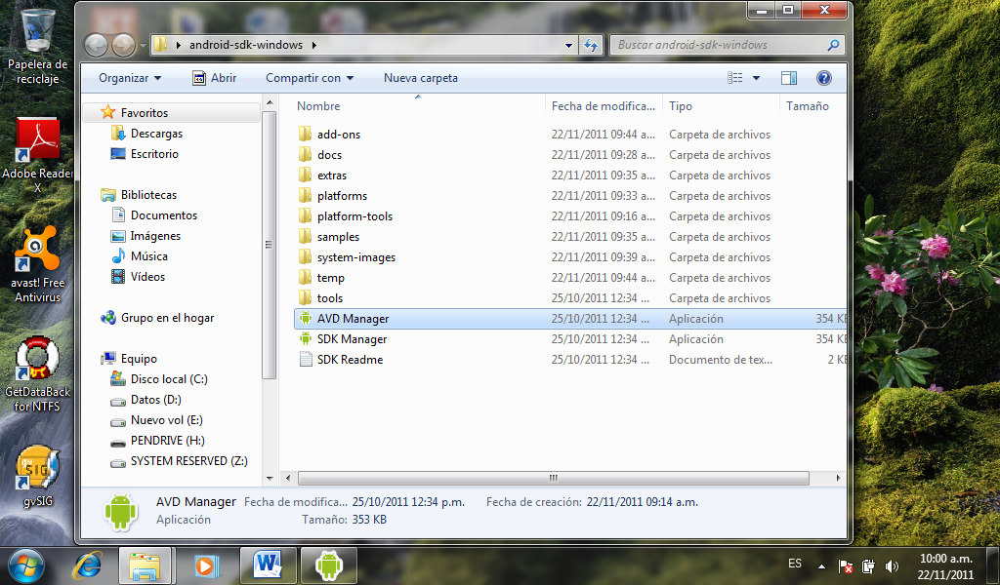 Papelera de
reciclaje
Adobe Reader
X
avast! Free
Antivirus
GetDataBack
for NTFS
SIG
gvSIG
android-sdk-windows
Buscar android-sdk-windows
Organizar
Abrir
Compartir con
Nueva carpeta
Favoritos
Descargas
Escritorio
Bibliotecas
Documentos
Imágenes
Música
Vídeos
Grupo en el hogar
Equipo
Disco local (C:)
Datos (D:)
Nuevo vol (E:)
PENDRIVE (H:)
SYSTEM RESERVED (Z:)
Nombre Fecha de modifica... Tipo Tamaño
add-ons 22/11/2011 09:44 a... Carpeta de archivos
docs 22/11/2011 09:28 a... Carpeta de archivos
extras 22/11/2011 09:35 a... Carpeta de archivos
platforms 22/11/2011 09:33 a... Carpeta de archivos
platform-tools 22/11/2011 09:16 a... Carpeta de archivos
samples 22/11/2011 09:35 a... Carpeta de archivos
system-images 22/11/2011 09:39 a... Carpeta de archivos
temp 22/11/2011 09:44 a... Carpeta de archivos
tools 25/10/2011 12:34 ... Carpeta de archivos
AVD Manager 25/10/2011 12:34 ... Aplicación 354 KB
SDK Manager 25/10/2011 12:34 ... Aplicación 354 KB
SDK Readme 25/10/2011 12:34 ... Documento de tex... 2 KB
AVD Manager Fecha de modifica... 25/10/2011 12:34 p.m. Fecha de creación: 22/11/2011 09:14 a.m.
Aplicación Tamaño: 353 KB
ES
10:00 a.m.
22/11/2011